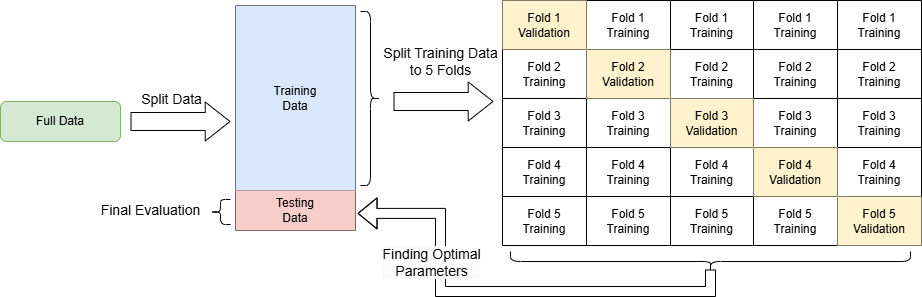 Full Data
Split Data
Training
Data
Testing
Data
Final Evaluation
Split Training Data
to 5 Folds
Finding Optimal
Parameters
Fold 1
Validation
Fold 1
Training
Fold 1
Training
Fold 1
Training
Fold 1
Training
Fold 2
Training
Fold 2
Validation
Fold 2
Training
Fold 2
Training
Fold 2
Training
Fold 3
Training
Fold 3
Training
Fold 3
Validation
Fold 3
Training
Fold 3
Training
Fold 4
Training
Fold 4
Training
Fold 4
Training
Fold 4
Validation
Fold 4
Training
Fold 5
Training
Fold 5
Training
Fold 5
Training
Fold 5
Training
Fold 5
Validation